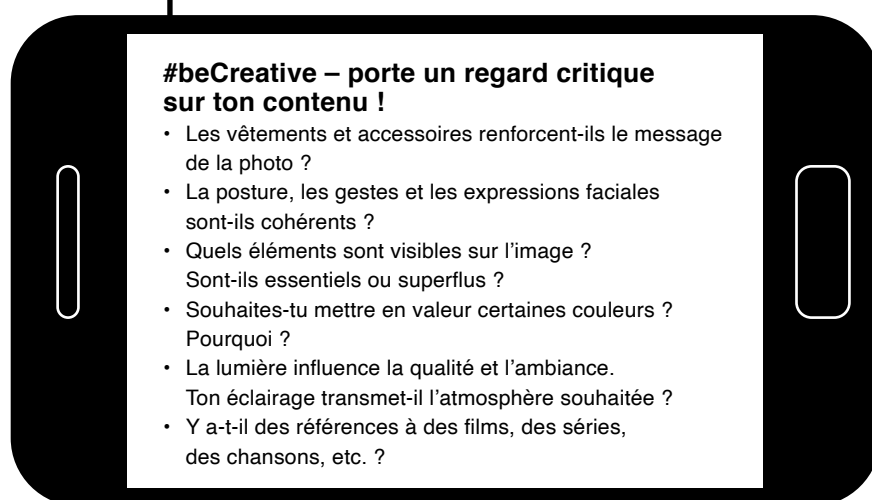 #beCreative – porte un regard critique
sur ton contenu !
• Les vêtements et accessoires renforcent-ils le message
de la photo ?
• La posture, les gestes et les expressions faciales
sont-ils cohérents ?
• Quels éléments sont visibles sur l’image ?
Sont-ils essentiels ou superflus ?
• Souhaites-tu mettre en valeur certaines couleurs ?
Pourquoi ?
• La lumière influence la qualité et l’ambiance.
Ton éclairage transmet-il l’atmosphère souhaitée ?
• Y a-t-il des références à des films, des séries,
des chansons, etc. ?